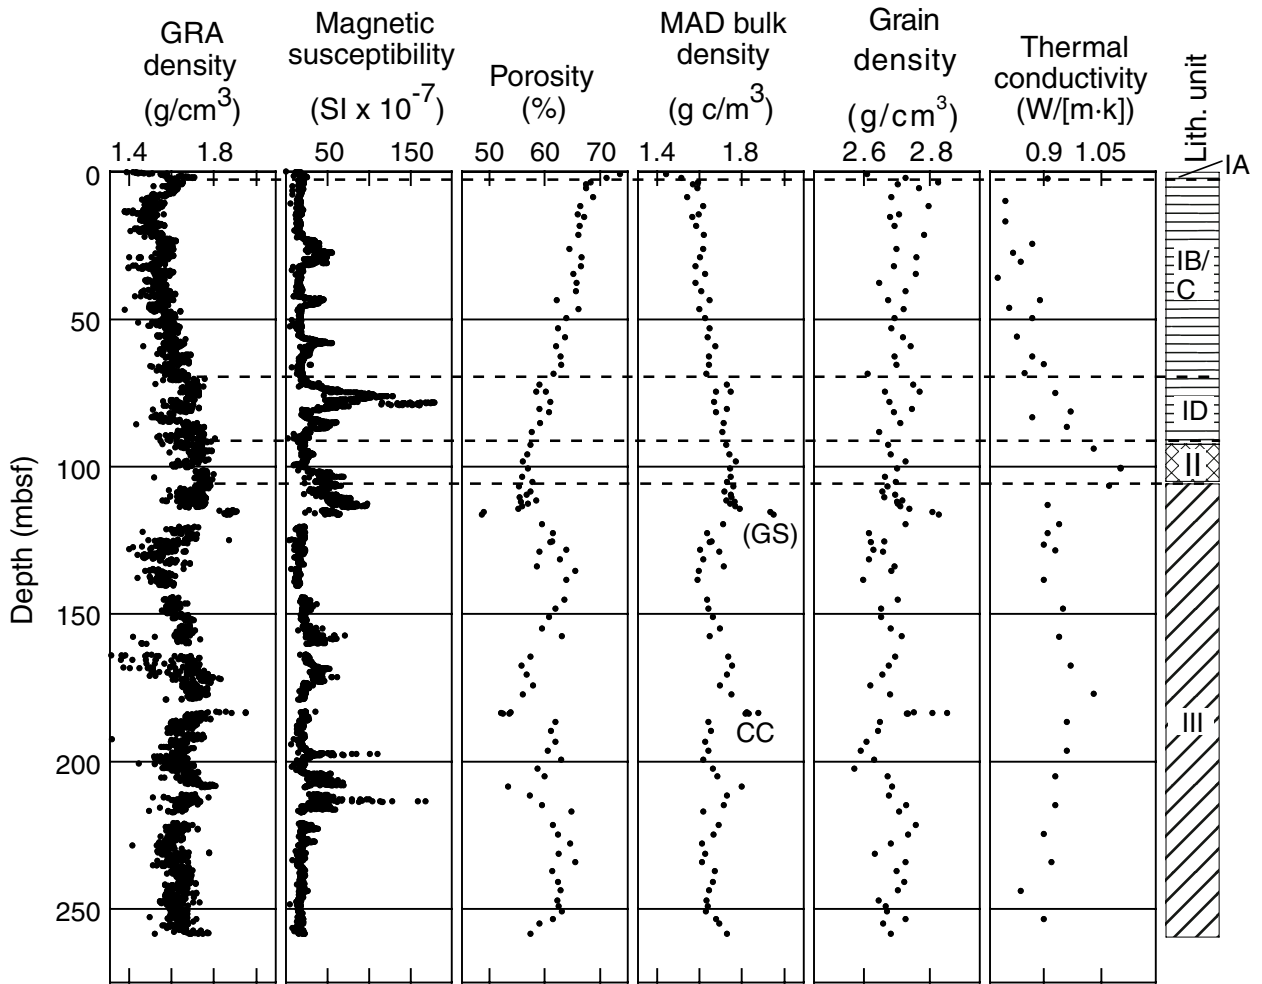 GRA
density
(g/cm3)
Magnetic
susceptibility
(SI x 10-7)
Porosity
(%)
MAD bulk
density
(g c/m3)
Grain
density
(g/cm3)
Thermal
conductivity
(W/[m·k])
Lith. unit
1.4 1.8
50 150
50 60 70
1.4 1.8
2.6 2.8
0.9 1.05
IA
0
50
100
150
200
250
Depth (mbsf)
IB/
C
ID
II
III
(GS)
CC